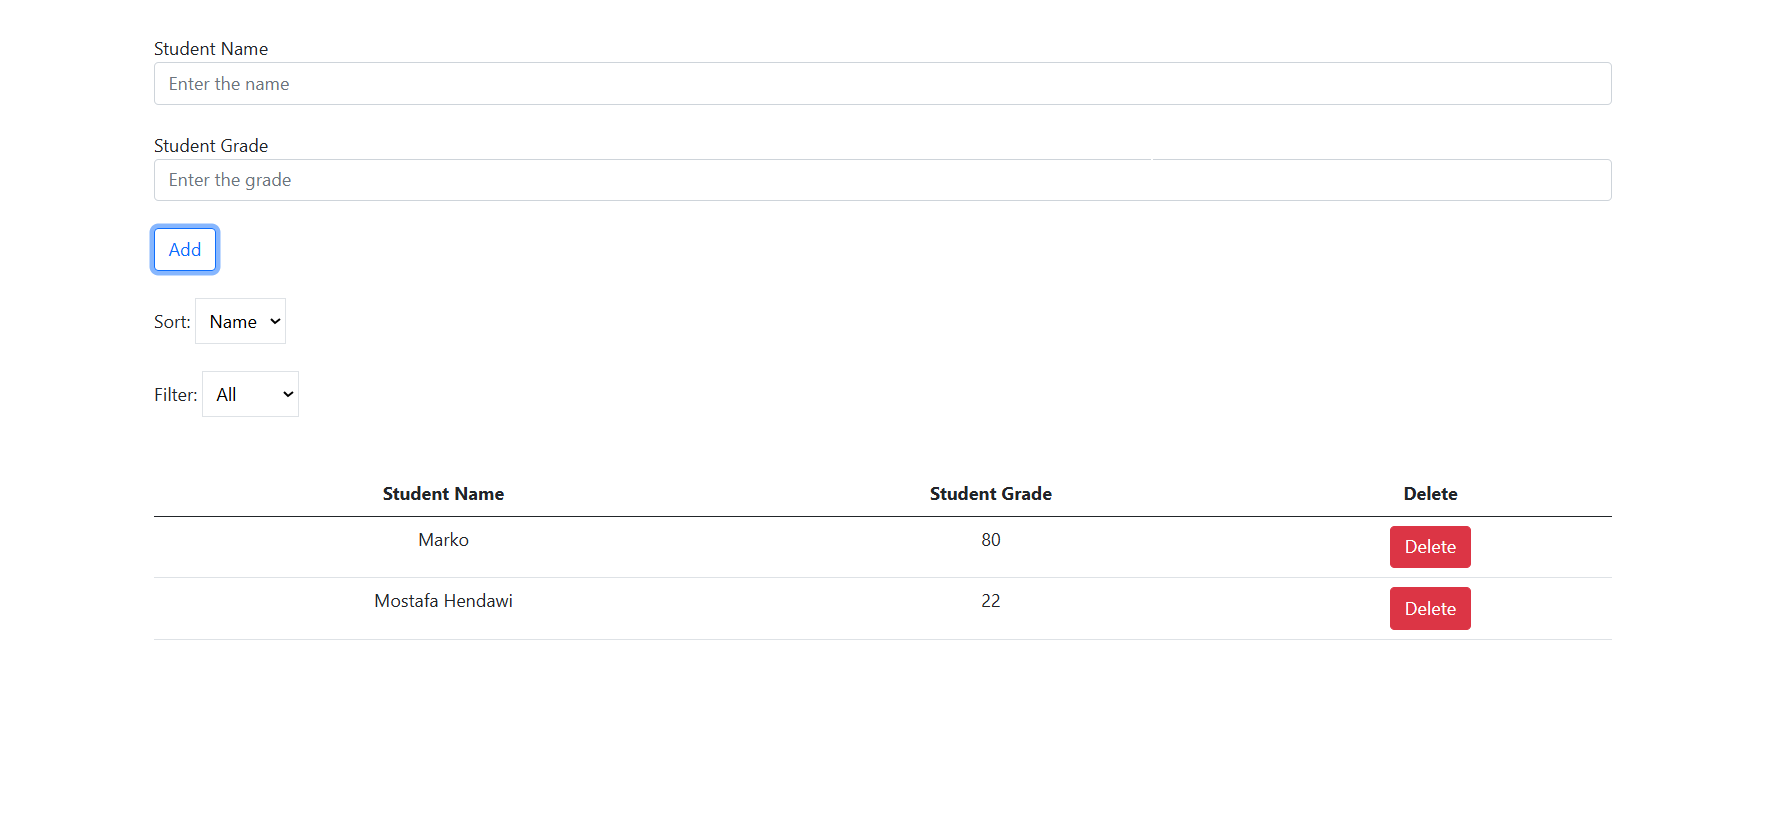 Student Name
Enter the name
Student Grade
Enter the grade
Add
Sort: Name
Filter: All
Student Name Student Grade Delete
Marko 80 Delete
Mostafa Hendawi 22 Delete